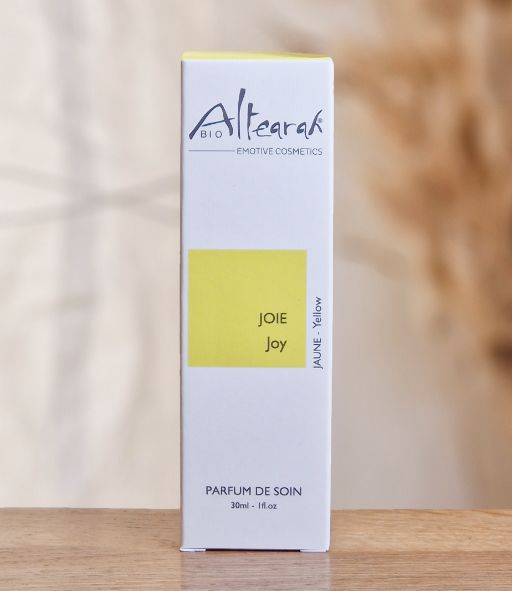 Altearah®
BIO
EMOTIVE COSMETICS
JOIE
Joy
JAUNE - Yellow
PARFUM DE SOIN
30ml - 1fl.oz